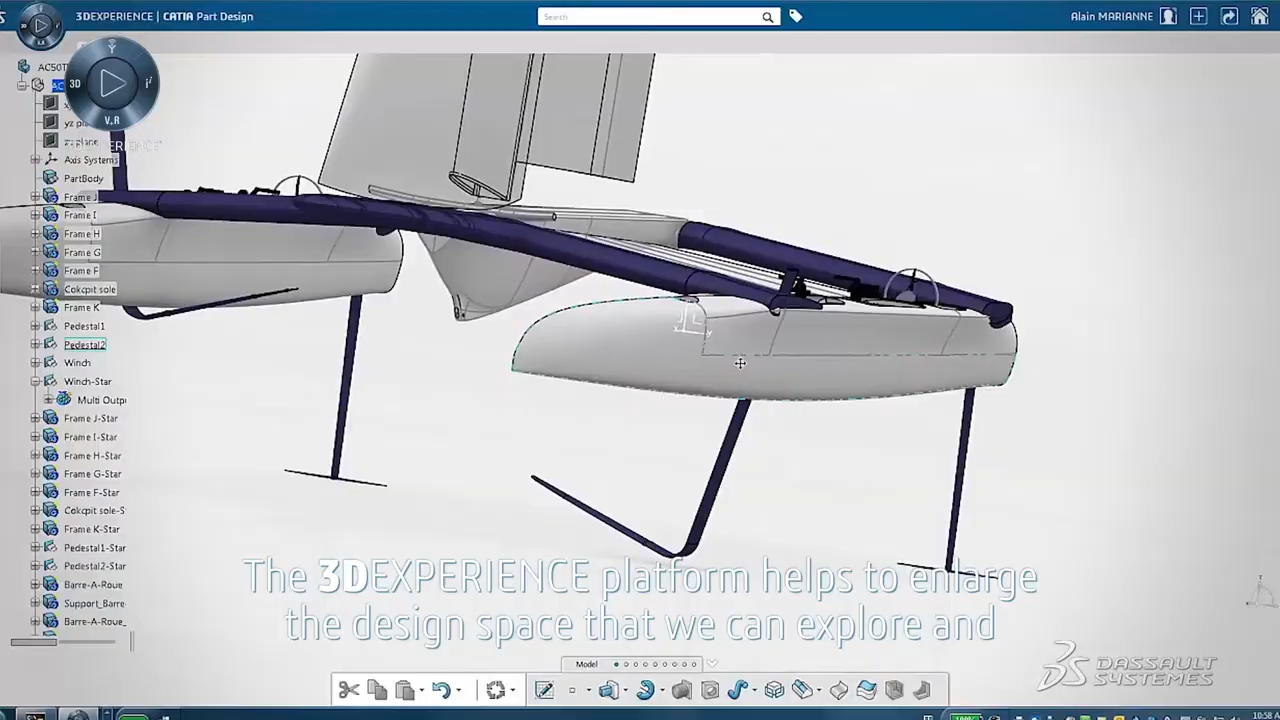 3DEXPERIENCE | CATIA Part Design
Search
Alain MARIANNE
3D
V.R
Axis Systems
PartBody
Frame J
Frame I
Frame H
Frame G
Frame F
Cokcpit sole
Frame K
Pedestal1
Pedestal2
Winch
Winch-Star
Multi Outpu
Frame J-Star
Frame I-Star
Frame H-Star
Frame G-Star
Frame F-Star
Cokcpit sole-S
Frame K-Star
Pedestal1-Star
Pedestal2-Star
Barre-A-Roue
Support_Barre
Barre-A-Roue_
The 3DEXPERIENCE platform helps to enlarge
the design space that we can explore and
Model
DASSAULT
SYSTEMES
100%
10:58